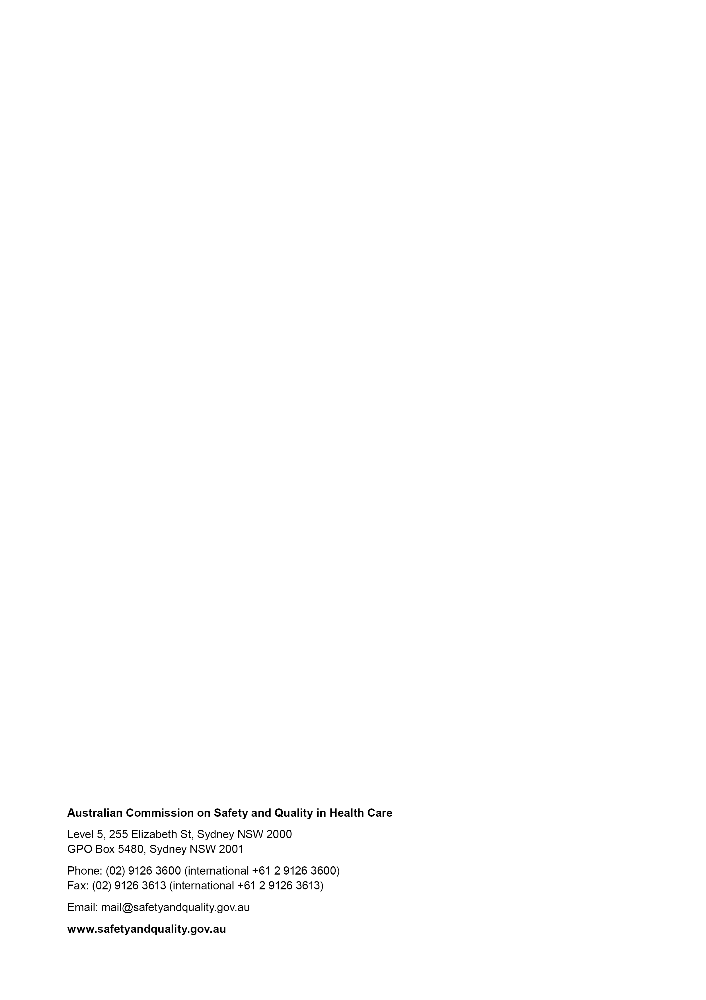 Australian Commission on Safety and Quality in Health Care
Level 5, 255 Elizabeth St, Sydney NSW 2000
GPO Box 5480, Sydney NSW 2001
Phone: (02) 9126 3600 (international +61 2 9126 3600)
Fax: (02) 9126 3613 (international +61 2 9126 3613)
Email: mail@safetyandquality.gov.au
www.safetyandquality.gov.au